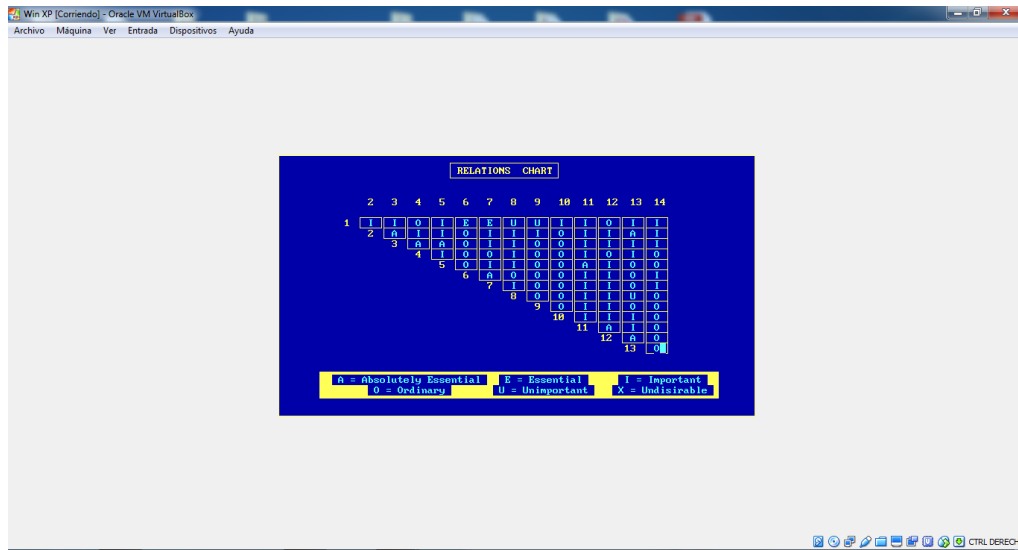 Win XP [Corriendo] - Oracle VM VirtualBox
Archivo Máquina Ver Entrada Dispositivos Ayuda
RELATIONS CHART
2 3 4 5 6 7 8 9 10 11 12 13 14
1 I I O I E E U U I I O I I
2 A I I O I I I O I I A I
3 A A O I I O O I I I I
4 I O O I O O I O I O
5 O I I O O A I O O
6 A O O O I I O I
7 I O O I I O I
8 O O I I U O
9 O I I O O
10 I I I O
11 A I O
12 A O
13 O
A = Absolutely Essential E = Essential I = Important
O = Ordinary U = Unimportant X = Undisirable
CTRL DERECH